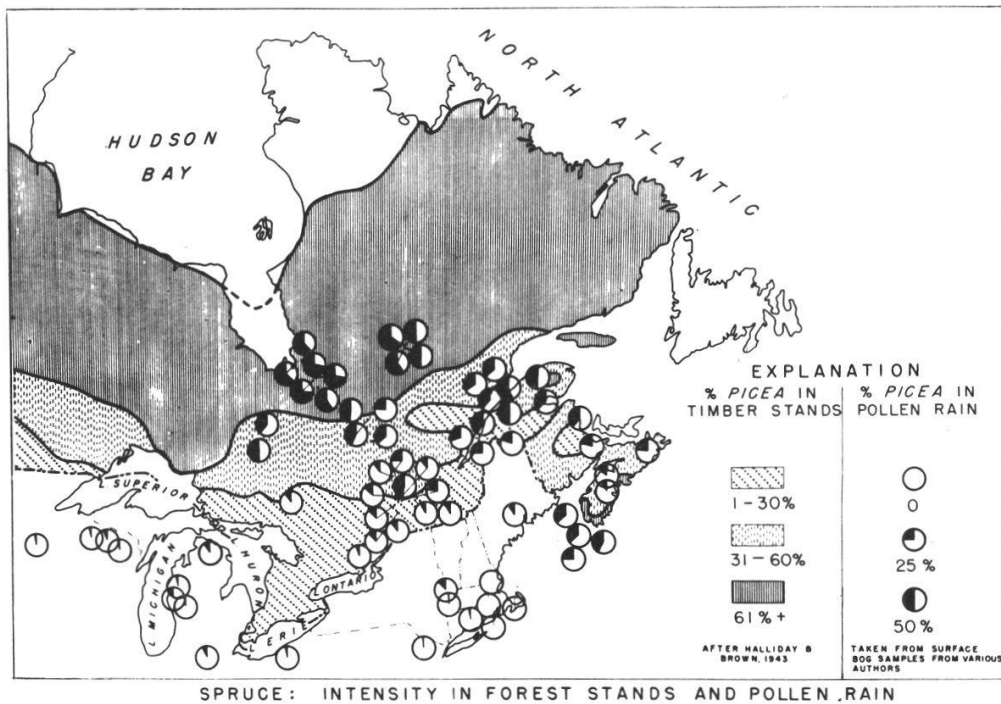 NORTH ATLANTIC
HUDSON
BAY
SUPERIOR
L. MICHIGAN
L. HURON
L. ONTARIO
L. ERIE
EXPLANATION
% PICEA IN
TIMBER STANDS
1–30%
31–60%
61% +
AFTER HALLIDAY &
BROWN, 1943
% PICEA IN
POLLEN RAIN
0
25%
50%
TAKEN FROM SURFACE
BOG SAMPLES FROM VARIOUS
AUTHORS
SPRUCE: INTENSITY IN FOREST STANDS AND POLLEN RAIN